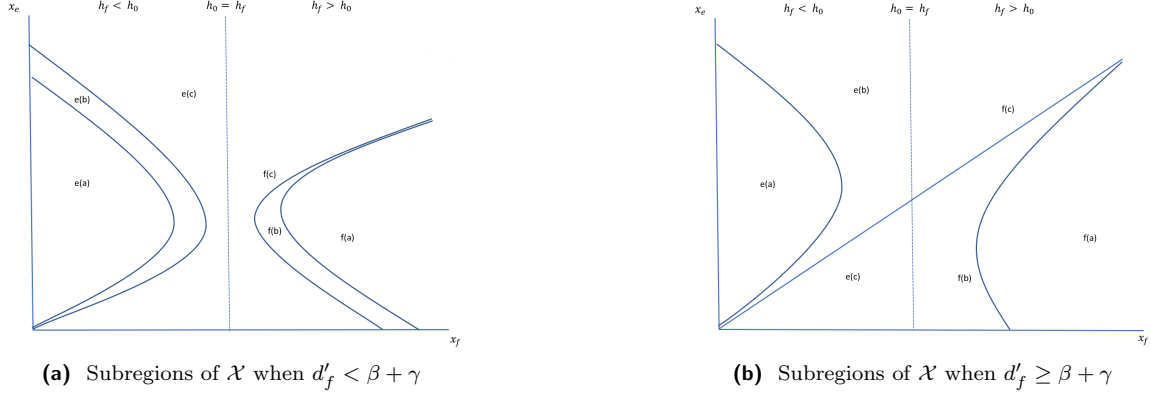 x_e h_f < h_0 h_0 = h_f h_f > h_0
e(b)
e(c)
e(a)
f(c)
f(b)
f(a)
x_f
(a) Subregions of 𝒳 when d′_f < β + γ
x_e h_f < h_0 h_0 = h_f h_f > h_0
e(b)
f(c)
e(a)
f(a)
e(c)
f(b)
x_f
(b) Subregions of 𝒳 when d′_f ≥ β + γ